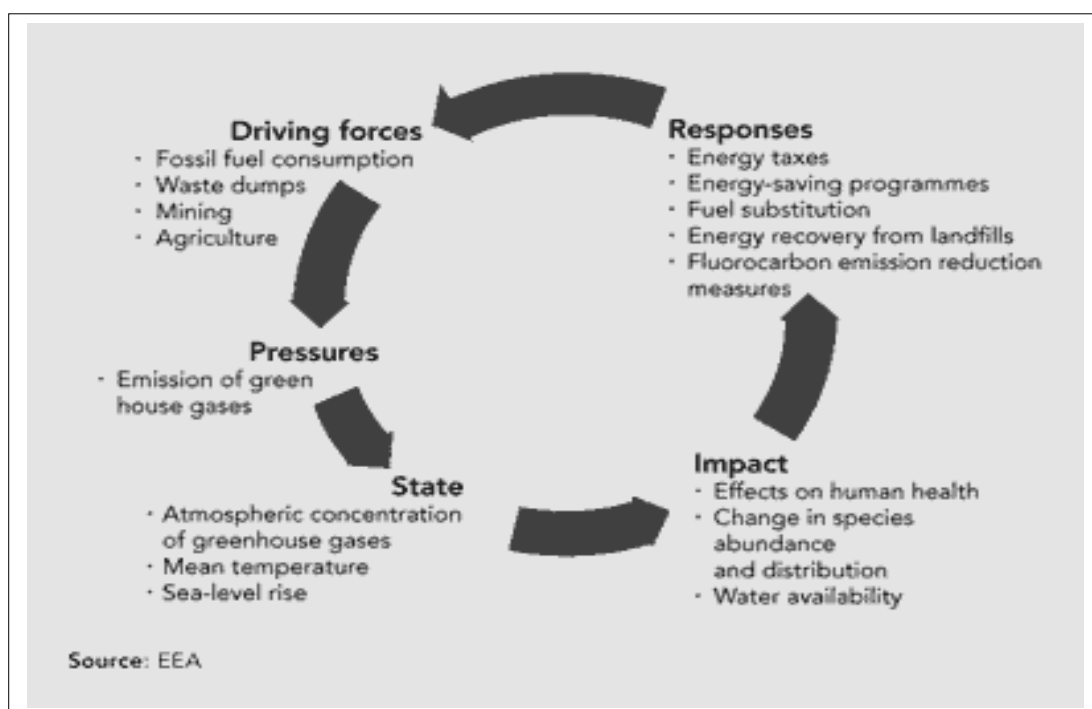 Driving forces
· Fossil fuel consumption
· Waste dumps
· Mining
· Agriculture
Pressures
· Emission of green
house gases
State
· Atmospheric concentration
of greenhouse gases
· Mean temperature
· Sea-level rise
Impact
· Effects on human health
· Change in species
abundance
and distribution
· Water availability
Responses
· Energy taxes
· Energy-saving programmes
· Fuel substitution
· Energy recovery from landfills
· Fluorocarbon emission reduction
measures
Source: EEA